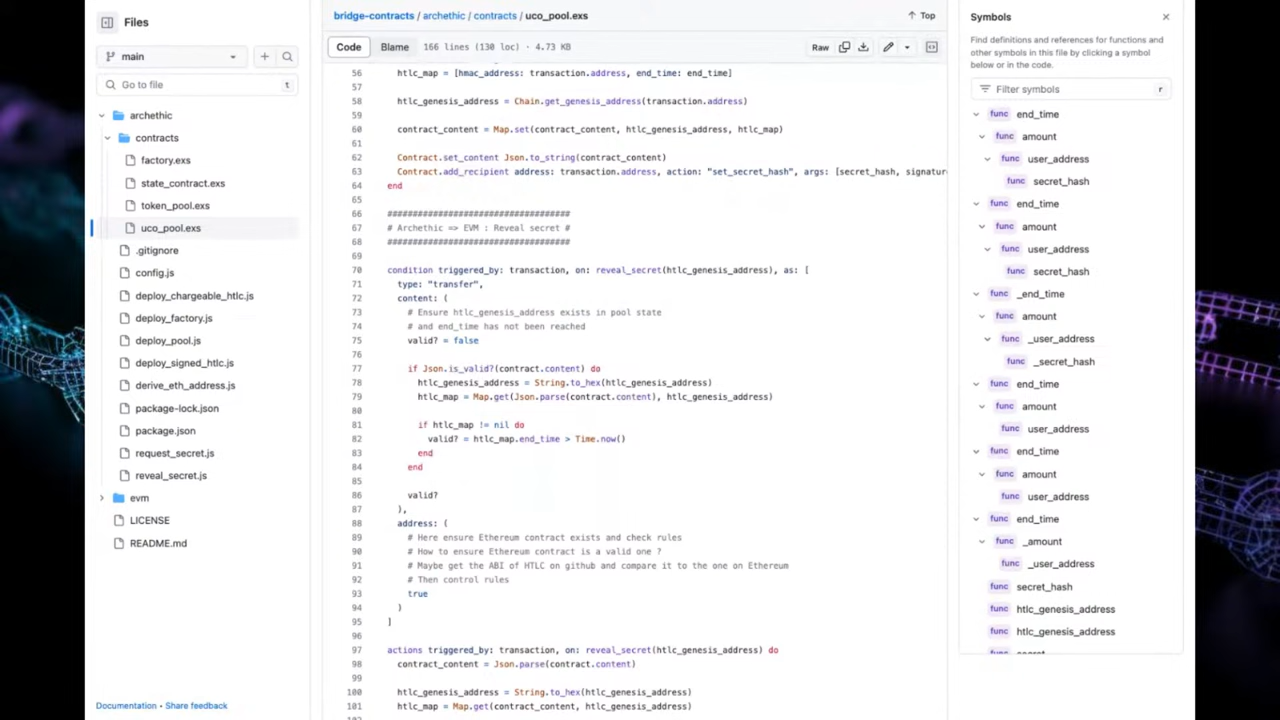 Files
main
Go to file
t
archethic
contracts
factory.exs
state_contract.exs
token_pool.exs
uco_pool.exs
.gitignore
config.js
deploy_chargeable_htlc.js
deploy_factory.js
deploy_pool.js
deploy_signed_htlc.js
derive_eth_address.js
package-lock.json
package.json
request_secret.js
reveal_secret.js
evm
LICENSE
README.md
Documentation • Share feedback
bridge-contracts / archethic / contracts / uco_pool.exs
Top
Code Blame 166 lines (130 loc) · 4.73 KB
Raw
56 htlc_map = [hmac_address: transaction.address, end_time: end_time]
57
58 htlc_genesis_address = Chain.get_genesis_address(transaction.address)
59
60 contract_content = Map.set(contract_content, htlc_genesis_address, htlc_map)
61
62 Contract.set_content Json.to_string(contract_content)
63 Contract.add_recipient address: transaction.address, action: "set_secret_hash", args: [secret_hash, signature
64 end
65
66 ####################################
67 # Archethic => EVM : Reveal secret #
68 ####################################
69
70 condition triggered_by: transaction, on: reveal_secret(htlc_genesis_address), as: [
71 type: "transfer",
72 content: (
73 # Ensure htlc_genesis_address exists in pool state
74 # and end_time has not been reached
75 valid? = false
76
77 if Json.is_valid?(contract.content) do
78 htlc_genesis_address = String.to_hex(htlc_genesis_address)
79 htlc_map = Map.get(Json.parse(contract.content), htlc_genesis_address)
80
81 if htlc_map != nil do
82 valid? = htlc_map.end_time > Time.now()
83 end
84 end
85
86 valid?
87 ),
88 address: (
89 # Here ensure Ethereum contract exists and check rules
90 # How to ensure Ethereum contract is a valid one ?
91 # Maybe get the ABI of HTLC on github and compare it to the one on Ethereum
92 # Then control rules
93 true
94 )
95 ]
96
97 actions triggered_by: transaction, on: reveal_secret(htlc_genesis_address) do
98 contract_content = Json.parse(contract.content)
99
100 htlc_genesis_address = String.to_hex(htlc_genesis_address)
101 htlc_map = Map.get(contract_content, htlc_genesis_address)
Symbols
Find definitions and references for functions and
other symbols in this file by clicking a symbol
below or in the code.
Filter symbols
r
func end_time
func amount
func user_address
func secret_hash
func end_time
func amount
func user_address
func secret_hash
func _end_time
func amount
func _user_address
func _secret_hash
func end_time
func amount
func user_address
func end_time
func amount
func user_address
func end_time
func _amount
func _user_address
func secret_hash
func htlc_genesis_address
func htlc_genesis_address